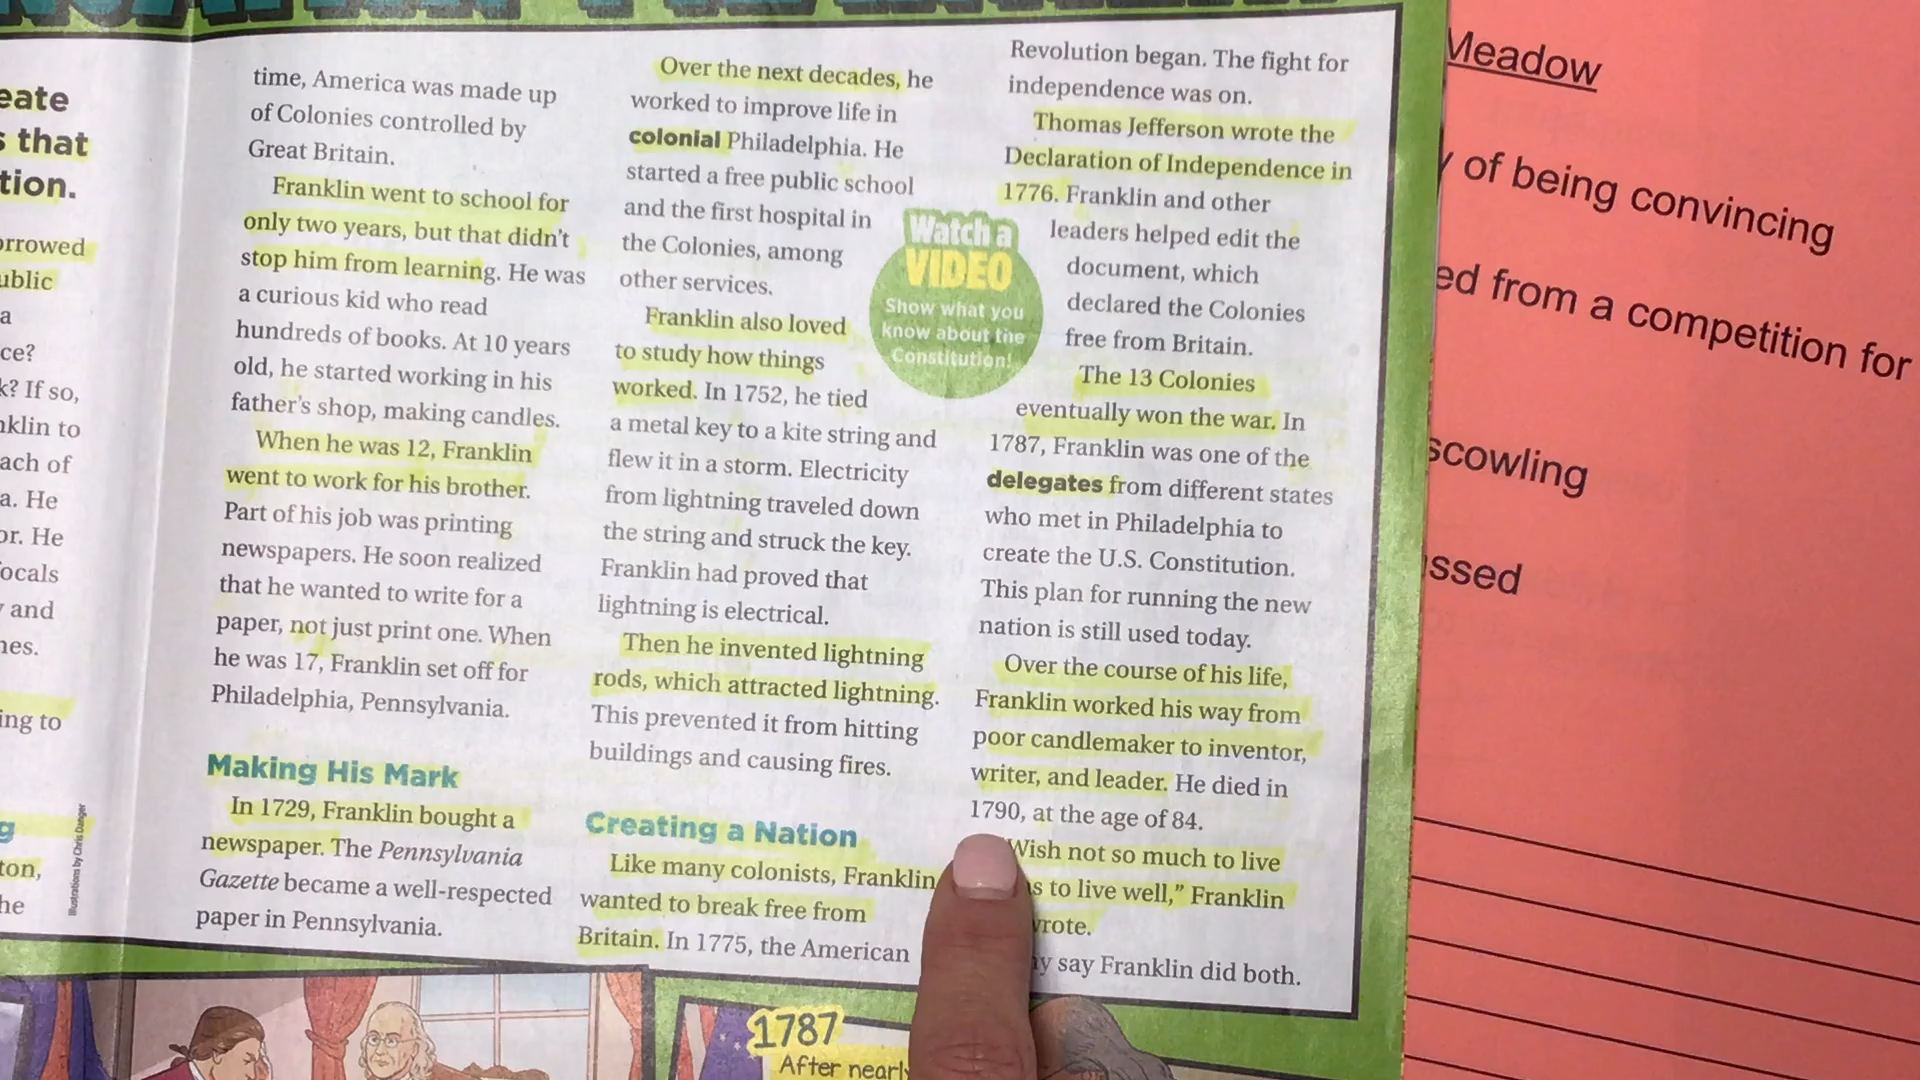 eate
s that
tion.
orrowed
ublic
a
ce?
k? If so,
nklin to
ach of
a. He
or. He
ocals
and
nes.
ing to
g
ton,
he
Illustrations by Chris Danger
time, America was made up
of Colonies controlled by
Great Britain.
Franklin went to school for
only two years, but that didn't
stop him from learning. He was
a curious kid who read
hundreds of books. At 10 years
old, he started working in his
father's shop, making candles.
When he was 12, Franklin
went to work for his brother.
Part of his job was printing
newspapers. He soon realized
that he wanted to write for a
paper, not just print one. When
he was 17, Franklin set off for
Philadelphia, Pennsylvania.
Making His Mark
In 1729, Franklin bought a
newspaper. The Pennsylvania
Gazette became a well-respected
paper in Pennsylvania.
Over the next decades, he
worked to improve life in
colonial Philadelphia. He
started a free public school
and the first hospital in
the Colonies, among
other services.
Franklin also loved
to study how things
worked. In 1752, he tied
a metal key to a kite string and
flew it in a storm. Electricity
from lightning traveled down
the string and struck the key.
Franklin had proved that
lightning is electrical.
Then he invented lightning
rods, which attracted lightning.
This prevented it from hitting
buildings and causing fires.
Creating a Nation
Like many colonists, Franklin
wanted to break free from
Britain. In 1775, the American
Watch a
VIDEO
Show what you
know about the
Constitution!
Revolution began. The fight for
independence was on.
Thomas Jefferson wrote the
Declaration of Independence in
1776. Franklin and other
leaders helped edit the
document, which
declared the Colonies
free from Britain.
The 13 Colonies
eventually won the war. In
1787, Franklin was one of the
delegates from different states
who met in Philadelphia to
create the U.S. Constitution.
This plan for running the new
nation is still used today.
Over the course of his life,
Franklin worked his way from
poor candlemaker to inventor,
writer, and leader. He died in
1790, at the age of 84.
Wish not so much to live
as to live well," Franklin
wrote.
ny say Franklin did both.
1787
After nearly
Meadow
y of being convincing
ed from a competition for
scowling
ssed